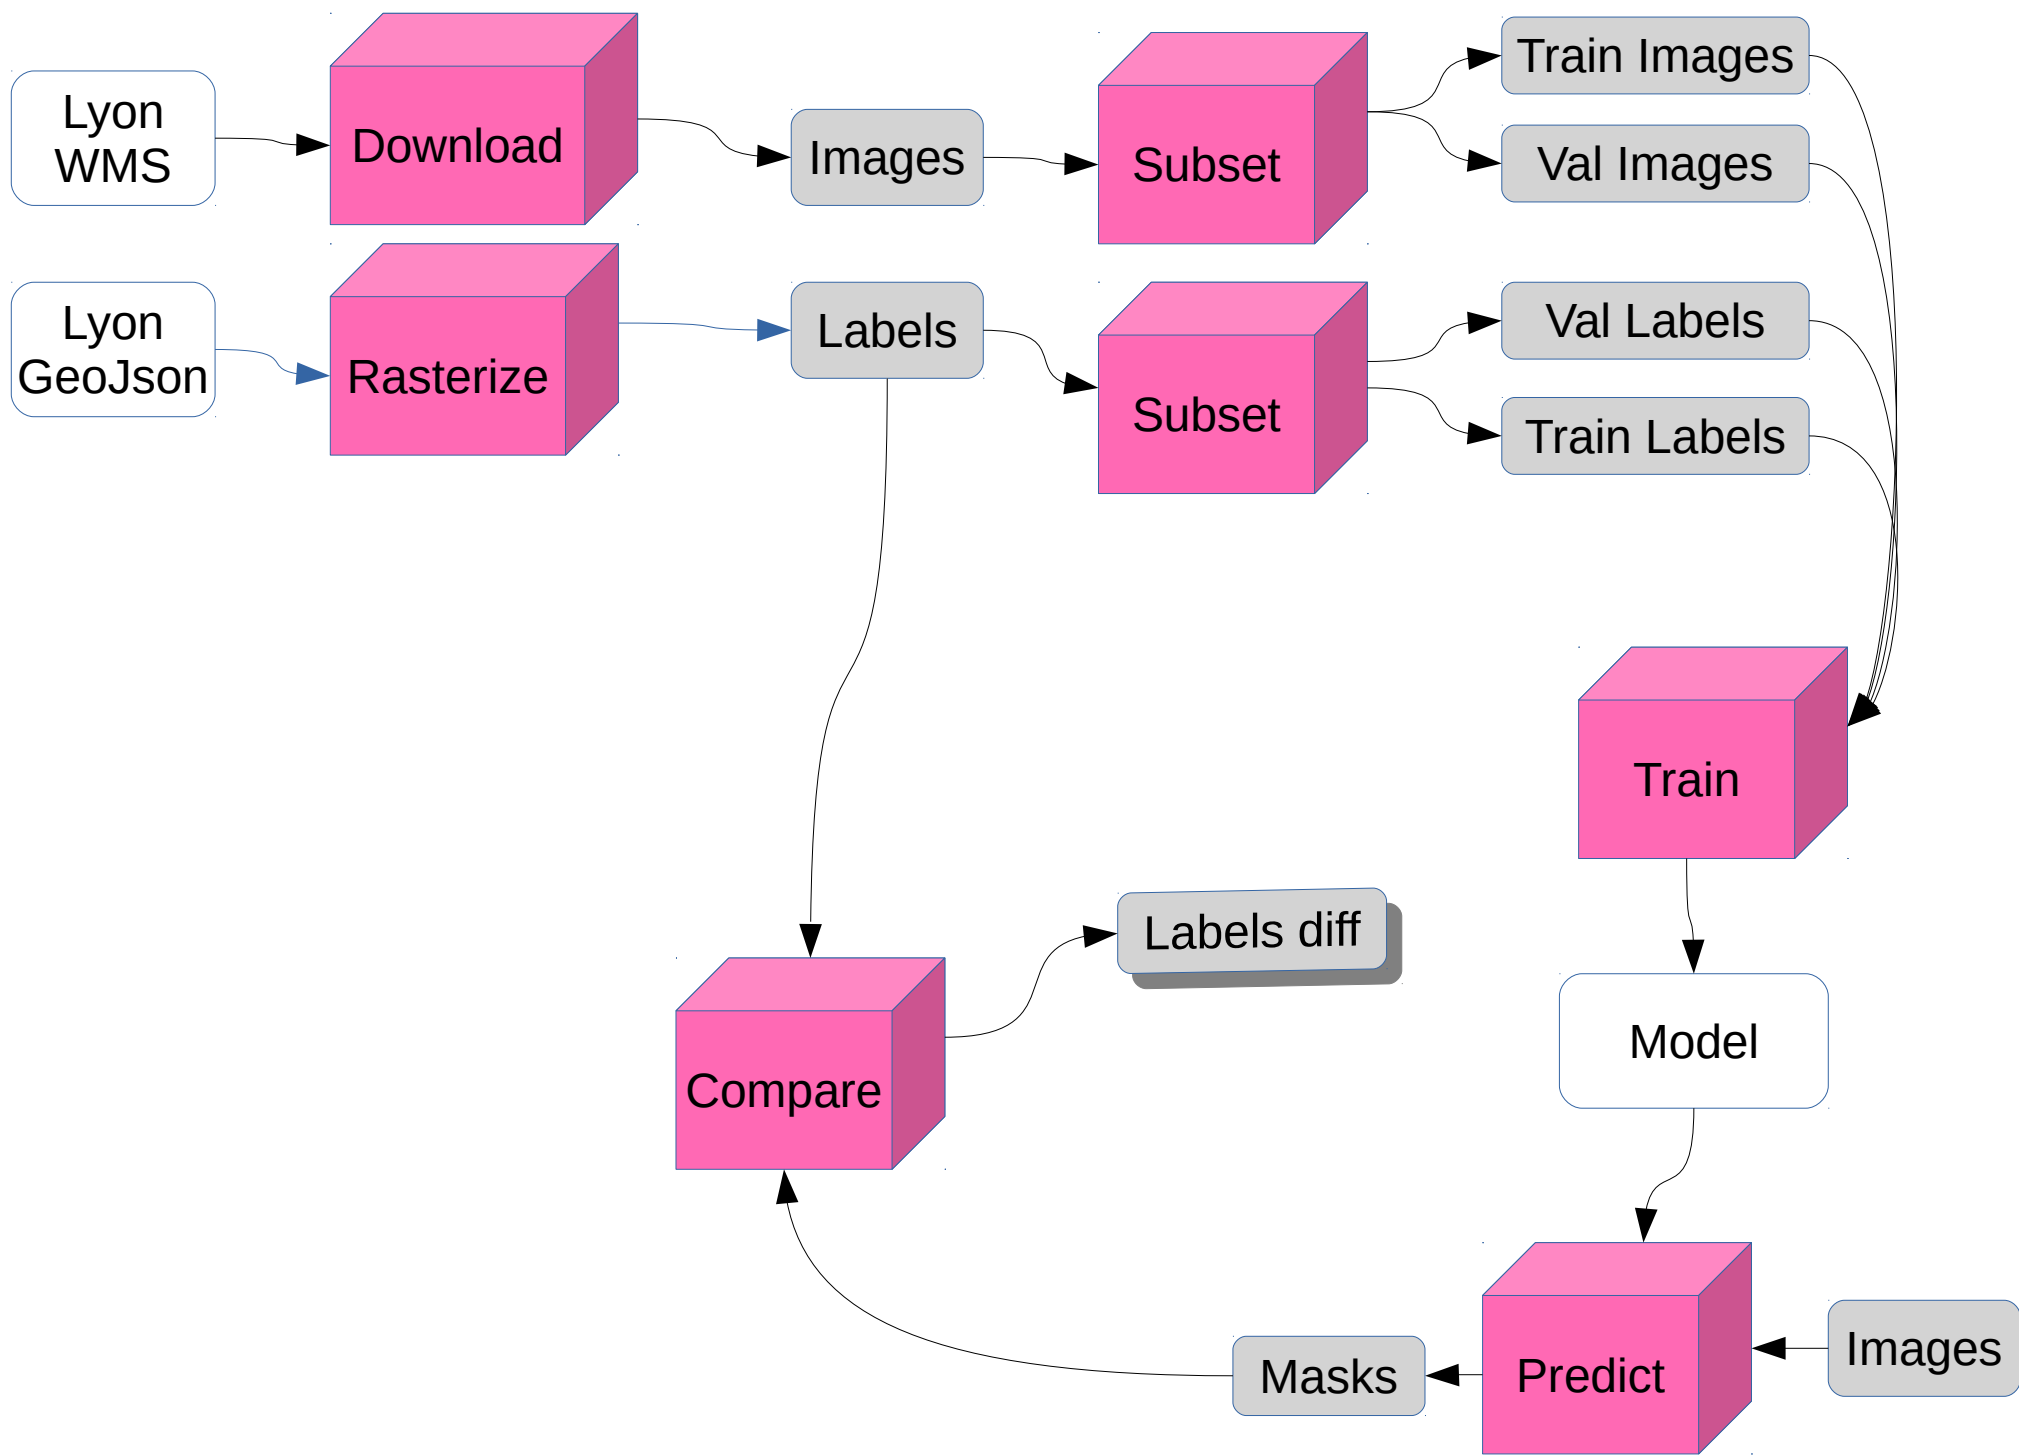 Lyon
WMS
Download
Images
Subset
Train Images
Val Images
Lyon
GeoJson
Rasterize
Labels
Subset
Val Labels
Train Labels
Train
Labels diff
Compare
Model
Masks
Predict
Images